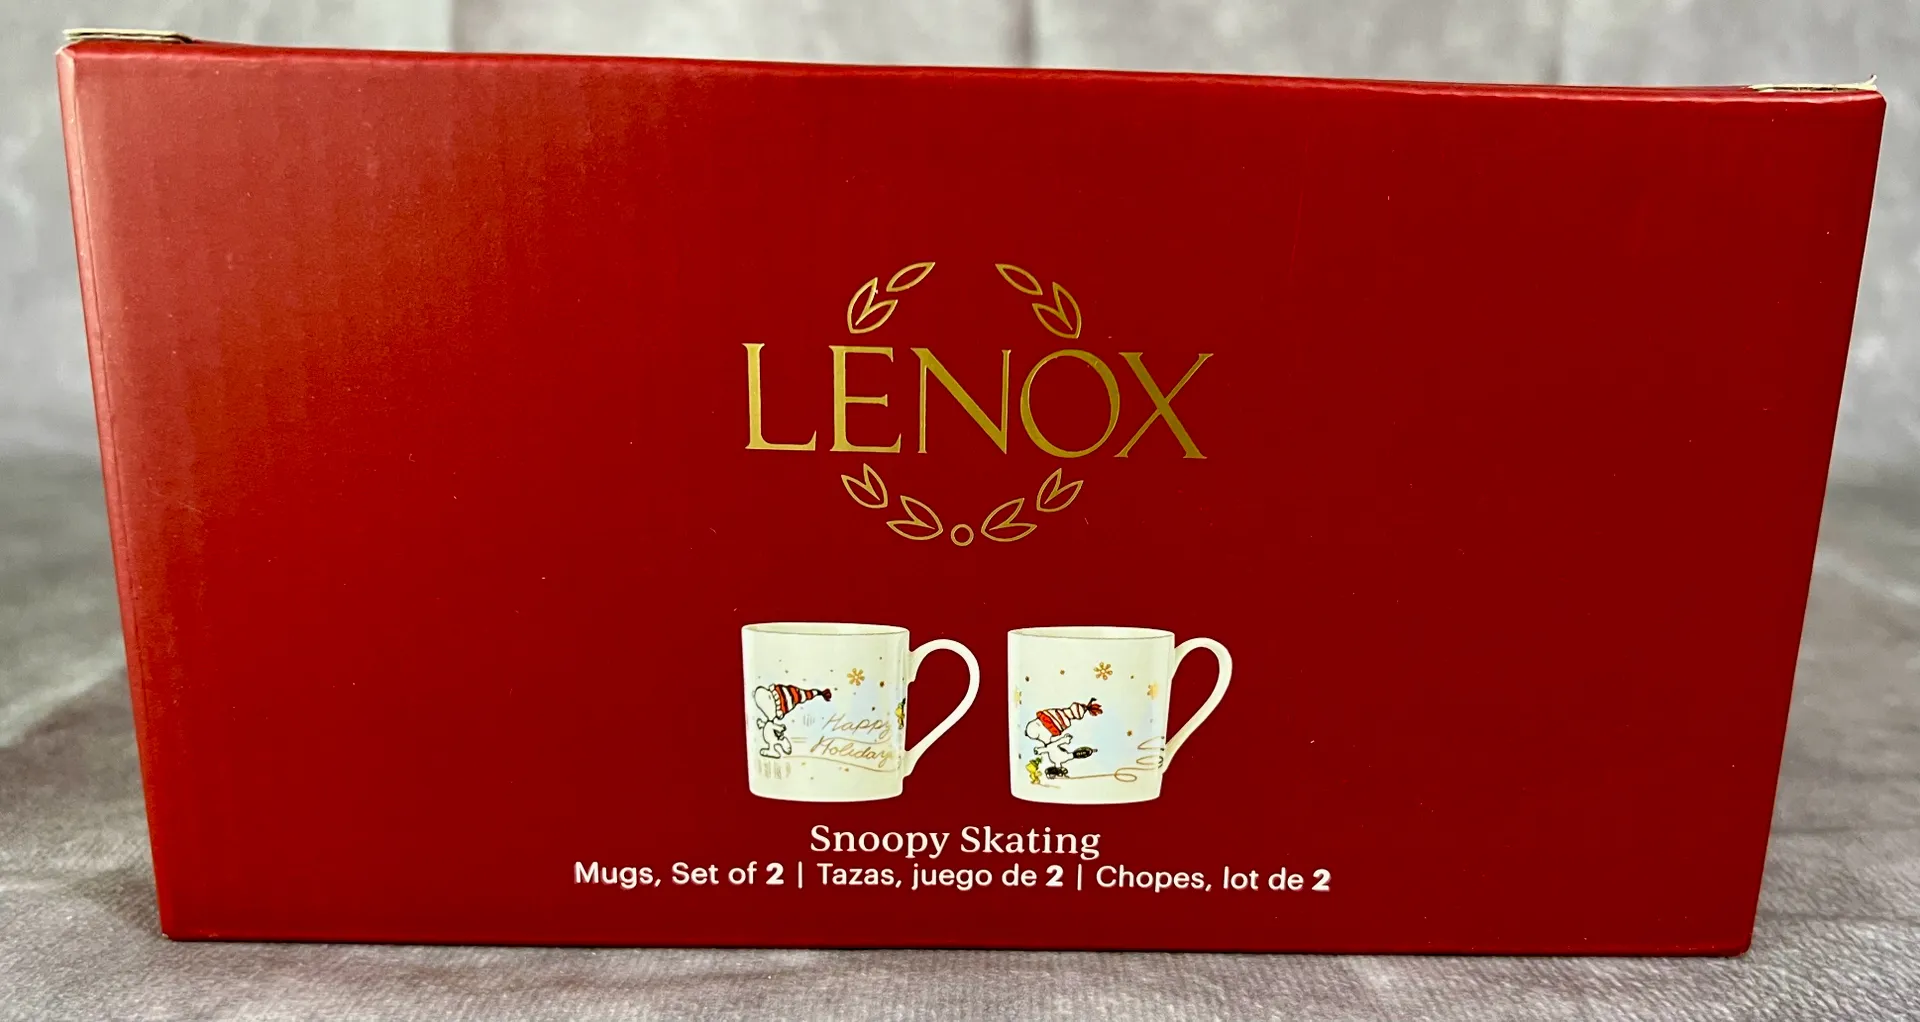 LENOX
Happy
Holidays
Snoopy Skating
Mugs, Set of 2 | Tazas, juego de 2 | Chopes, lot de 2